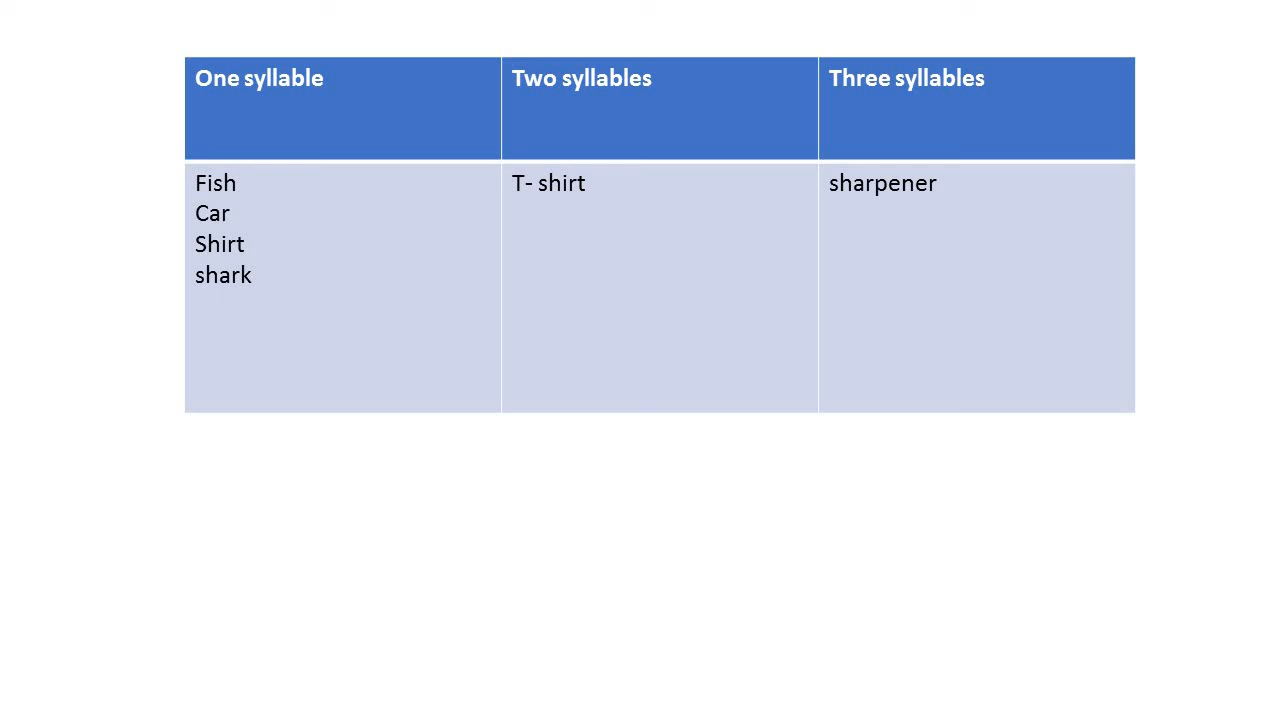 One syllable
Two syllables
Three syllables
Fish
Car
Shirt
shark
T- shirt
sharpener